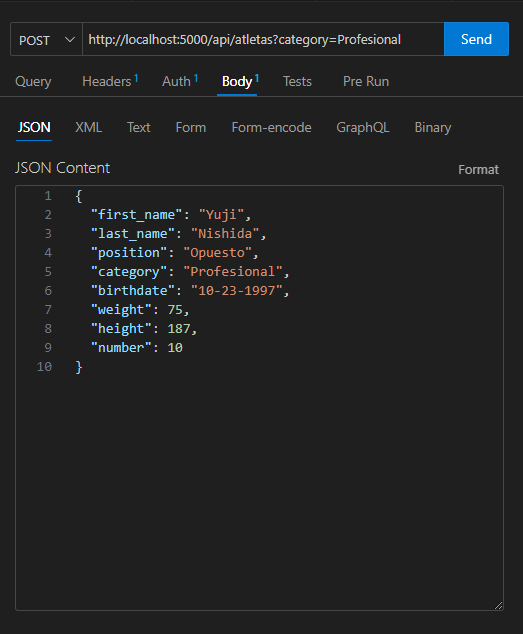 POST http://localhost:5000/api/atletas?category=Profesional Send
Query Headers 1 Auth 1 Body 1 Tests Pre Run
JSON XML Text Form Form-encode GraphQL Binary
JSON Content Format
1 {
2 "first_name": "Yuji",
3 "last_name": "Nishida",
4 "position": "Opuesto",
5 "category": "Profesional",
6 "birthdate": "10-23-1997",
7 "weight": 75,
8 "height": 187,
9 "number": 10
10 }